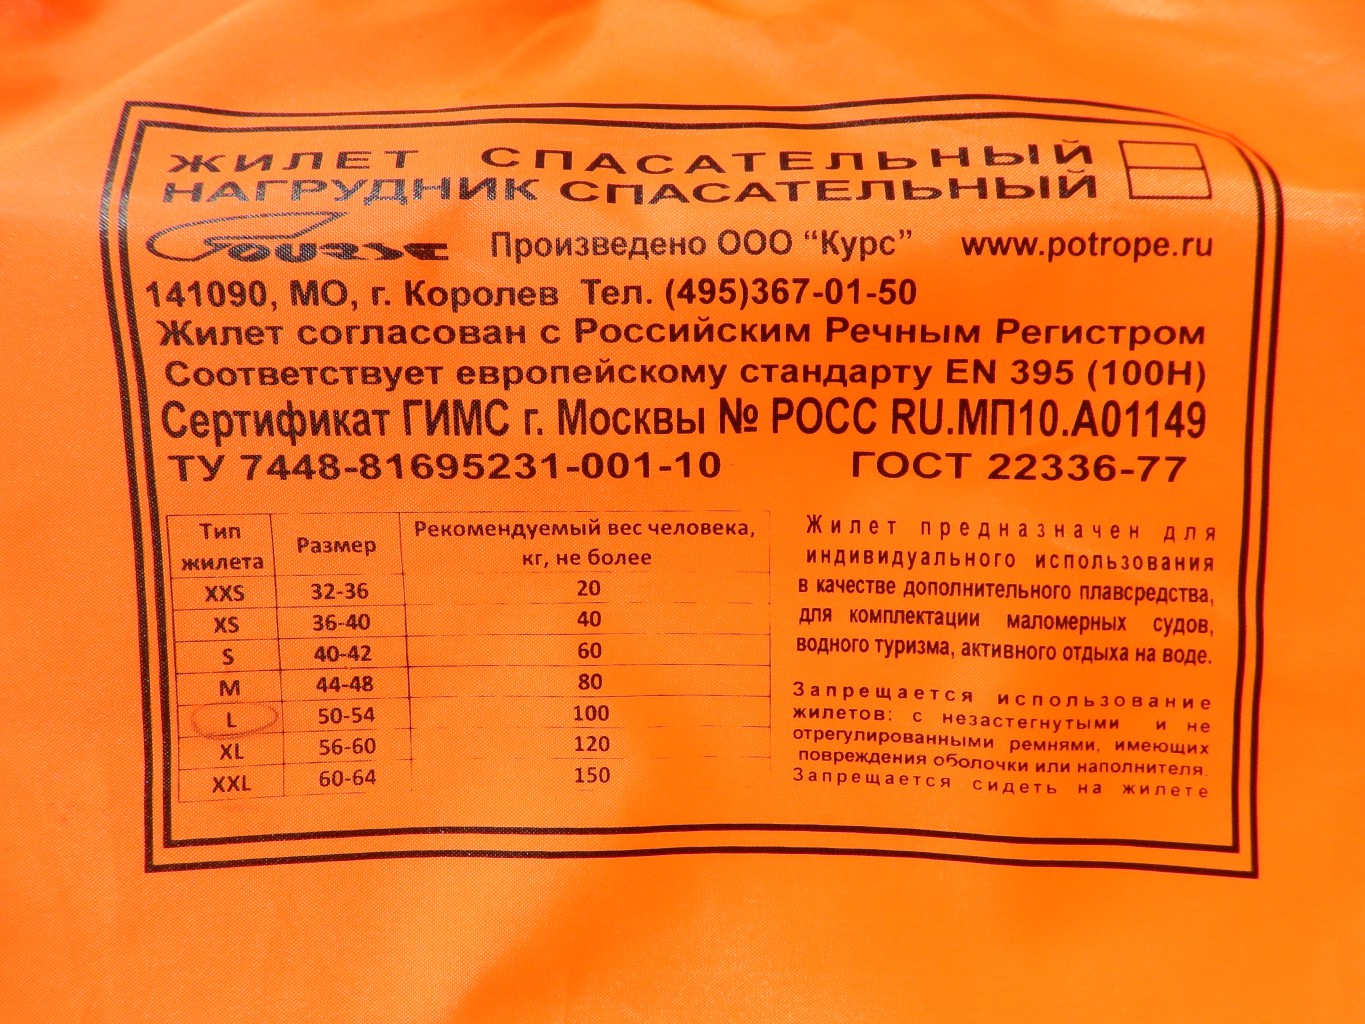 ЖИЛЕТ СПАСАТЕЛЬНЫЙ
НАГРУДНИК СПАСАТЕЛЬНЫЙ
COURSE Произведено ООО “Курс” www.potrope.ru
141090, МО, г. Королев Тел. (495)367-01-50
Жилет согласован с Российским Речным Регистром
Соответствует европейскому стандарту EN 395 (100Н)
Сертификат ГИМС г. Москвы № РОСС RU.МП10.А01149
ТУ 7448-81695231-001-10 ГОСТ 22336-77
Тип жилета Размер Рекомендуемый вес человека, кг, не более
XXS 32-36 20
XS 36-40 40
S 40-42 60
M 44-48 80
L 50-54 100
XL 56-60 120
XXL 60-64 150
Жилет предназначен для
индивидуального использования
в качестве дополнительного плавсредства,
для комплектации маломерных судов,
водного туризма, активного отдыха на воде.
Запрещается использование
жилетов: с незастегнутыми и не
отрегулированными ремнями, имеющих
повреждения оболочки или наполнителя.
Запрещается сидеть на жилете